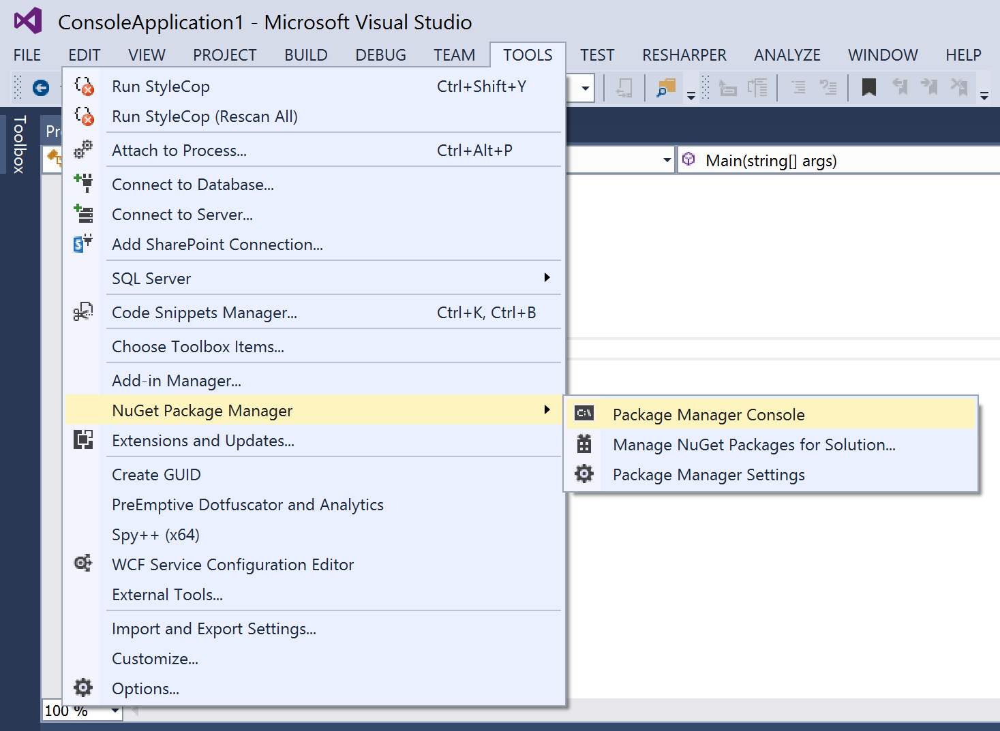 ConsoleApplication1 - Microsoft Visual Studio
FILE EDIT VIEW PROJECT BUILD DEBUG TEAM TOOLS TEST RESHARPER ANALYZE WINDOW HELP
Run StyleCop Ctrl+Shift+Y
Run StyleCop (Rescan All)
Toolbox
Pr
Attach to Process... Ctrl+Alt+P
Main(string[] args)
Connect to Database...
Connect to Server...
Add SharePoint Connection...
SQL Server
Code Snippets Manager... Ctrl+K, Ctrl+B
Choose Toolbox Items...
Add-in Manager...
NuGet Package Manager
Package Manager Console
Extensions and Updates...
Manage NuGet Packages for Solution...
Create GUID
Package Manager Settings
PreEmptive Dotfuscator and Analytics
Spy++ (x64)
WCF Service Configuration Editor
External Tools...
Import and Export Settings...
Customize...
Options...
100 %